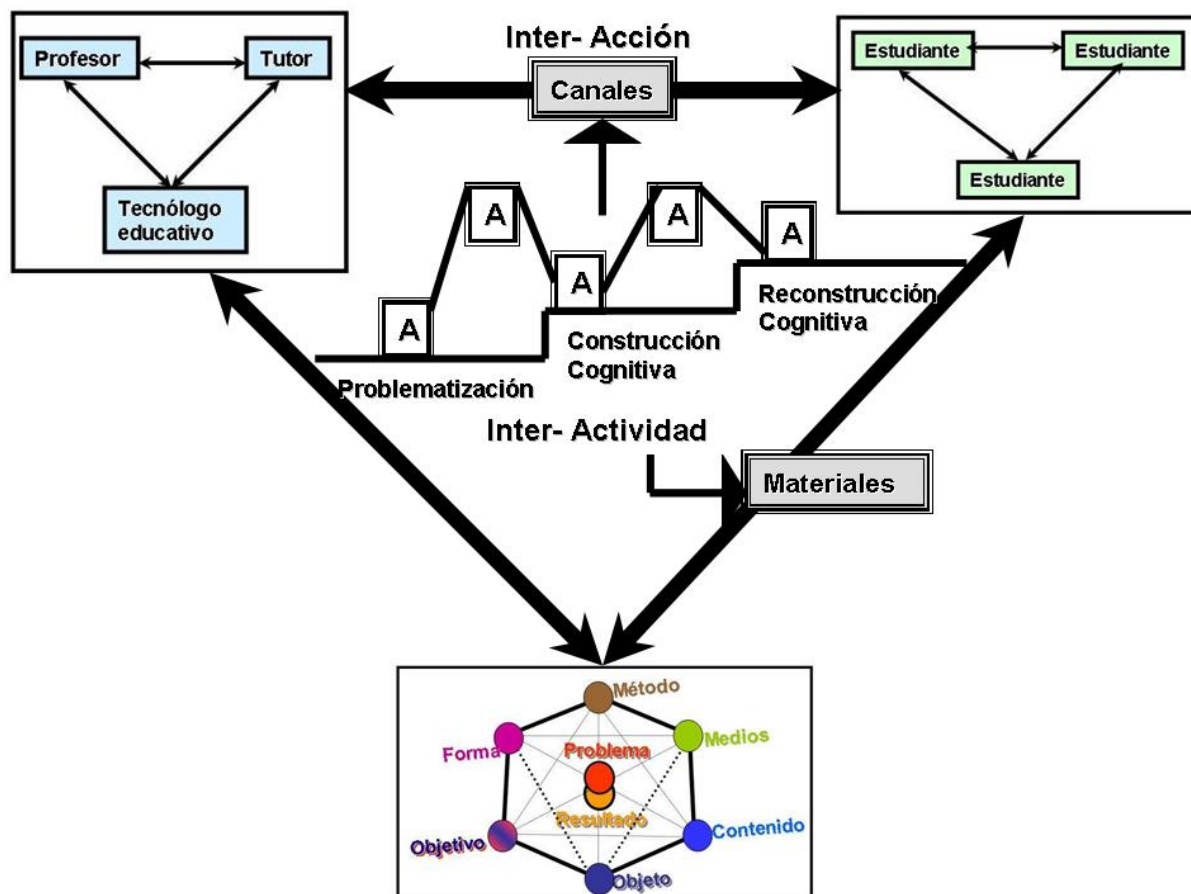 Inter- Acción
Profesor
Tutor
Tecnólogo
educativo
Canales
Estudiante
Estudiante
Estudiante
A
A
A
A
A
Problematización
Construcción
Cognitiva
Reconstrucción
Cognitiva
Inter- Actividad
Materiales
Método
Forma
Problema
Medios
Resultado
Objetivo
Contenido
Objeto